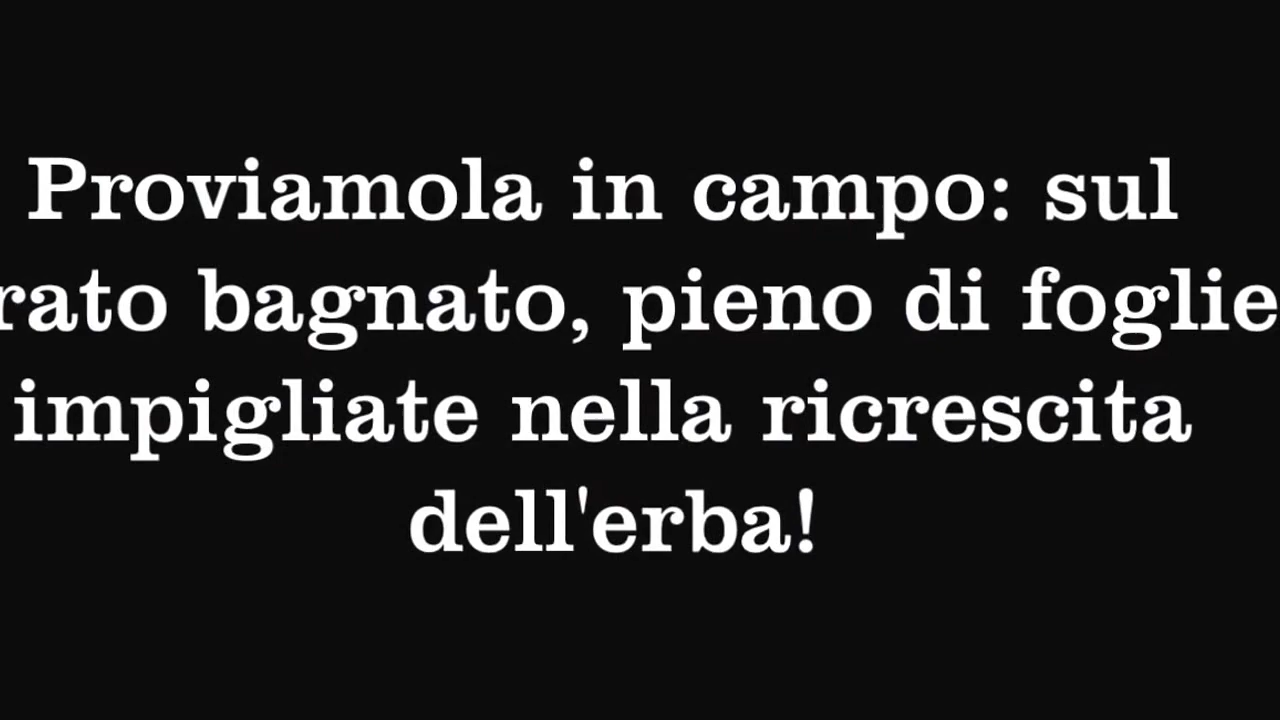 Proviamola in campo: sul
rato bagnato, pieno di foglie
impigliate nella ricrescita
dell'erba!